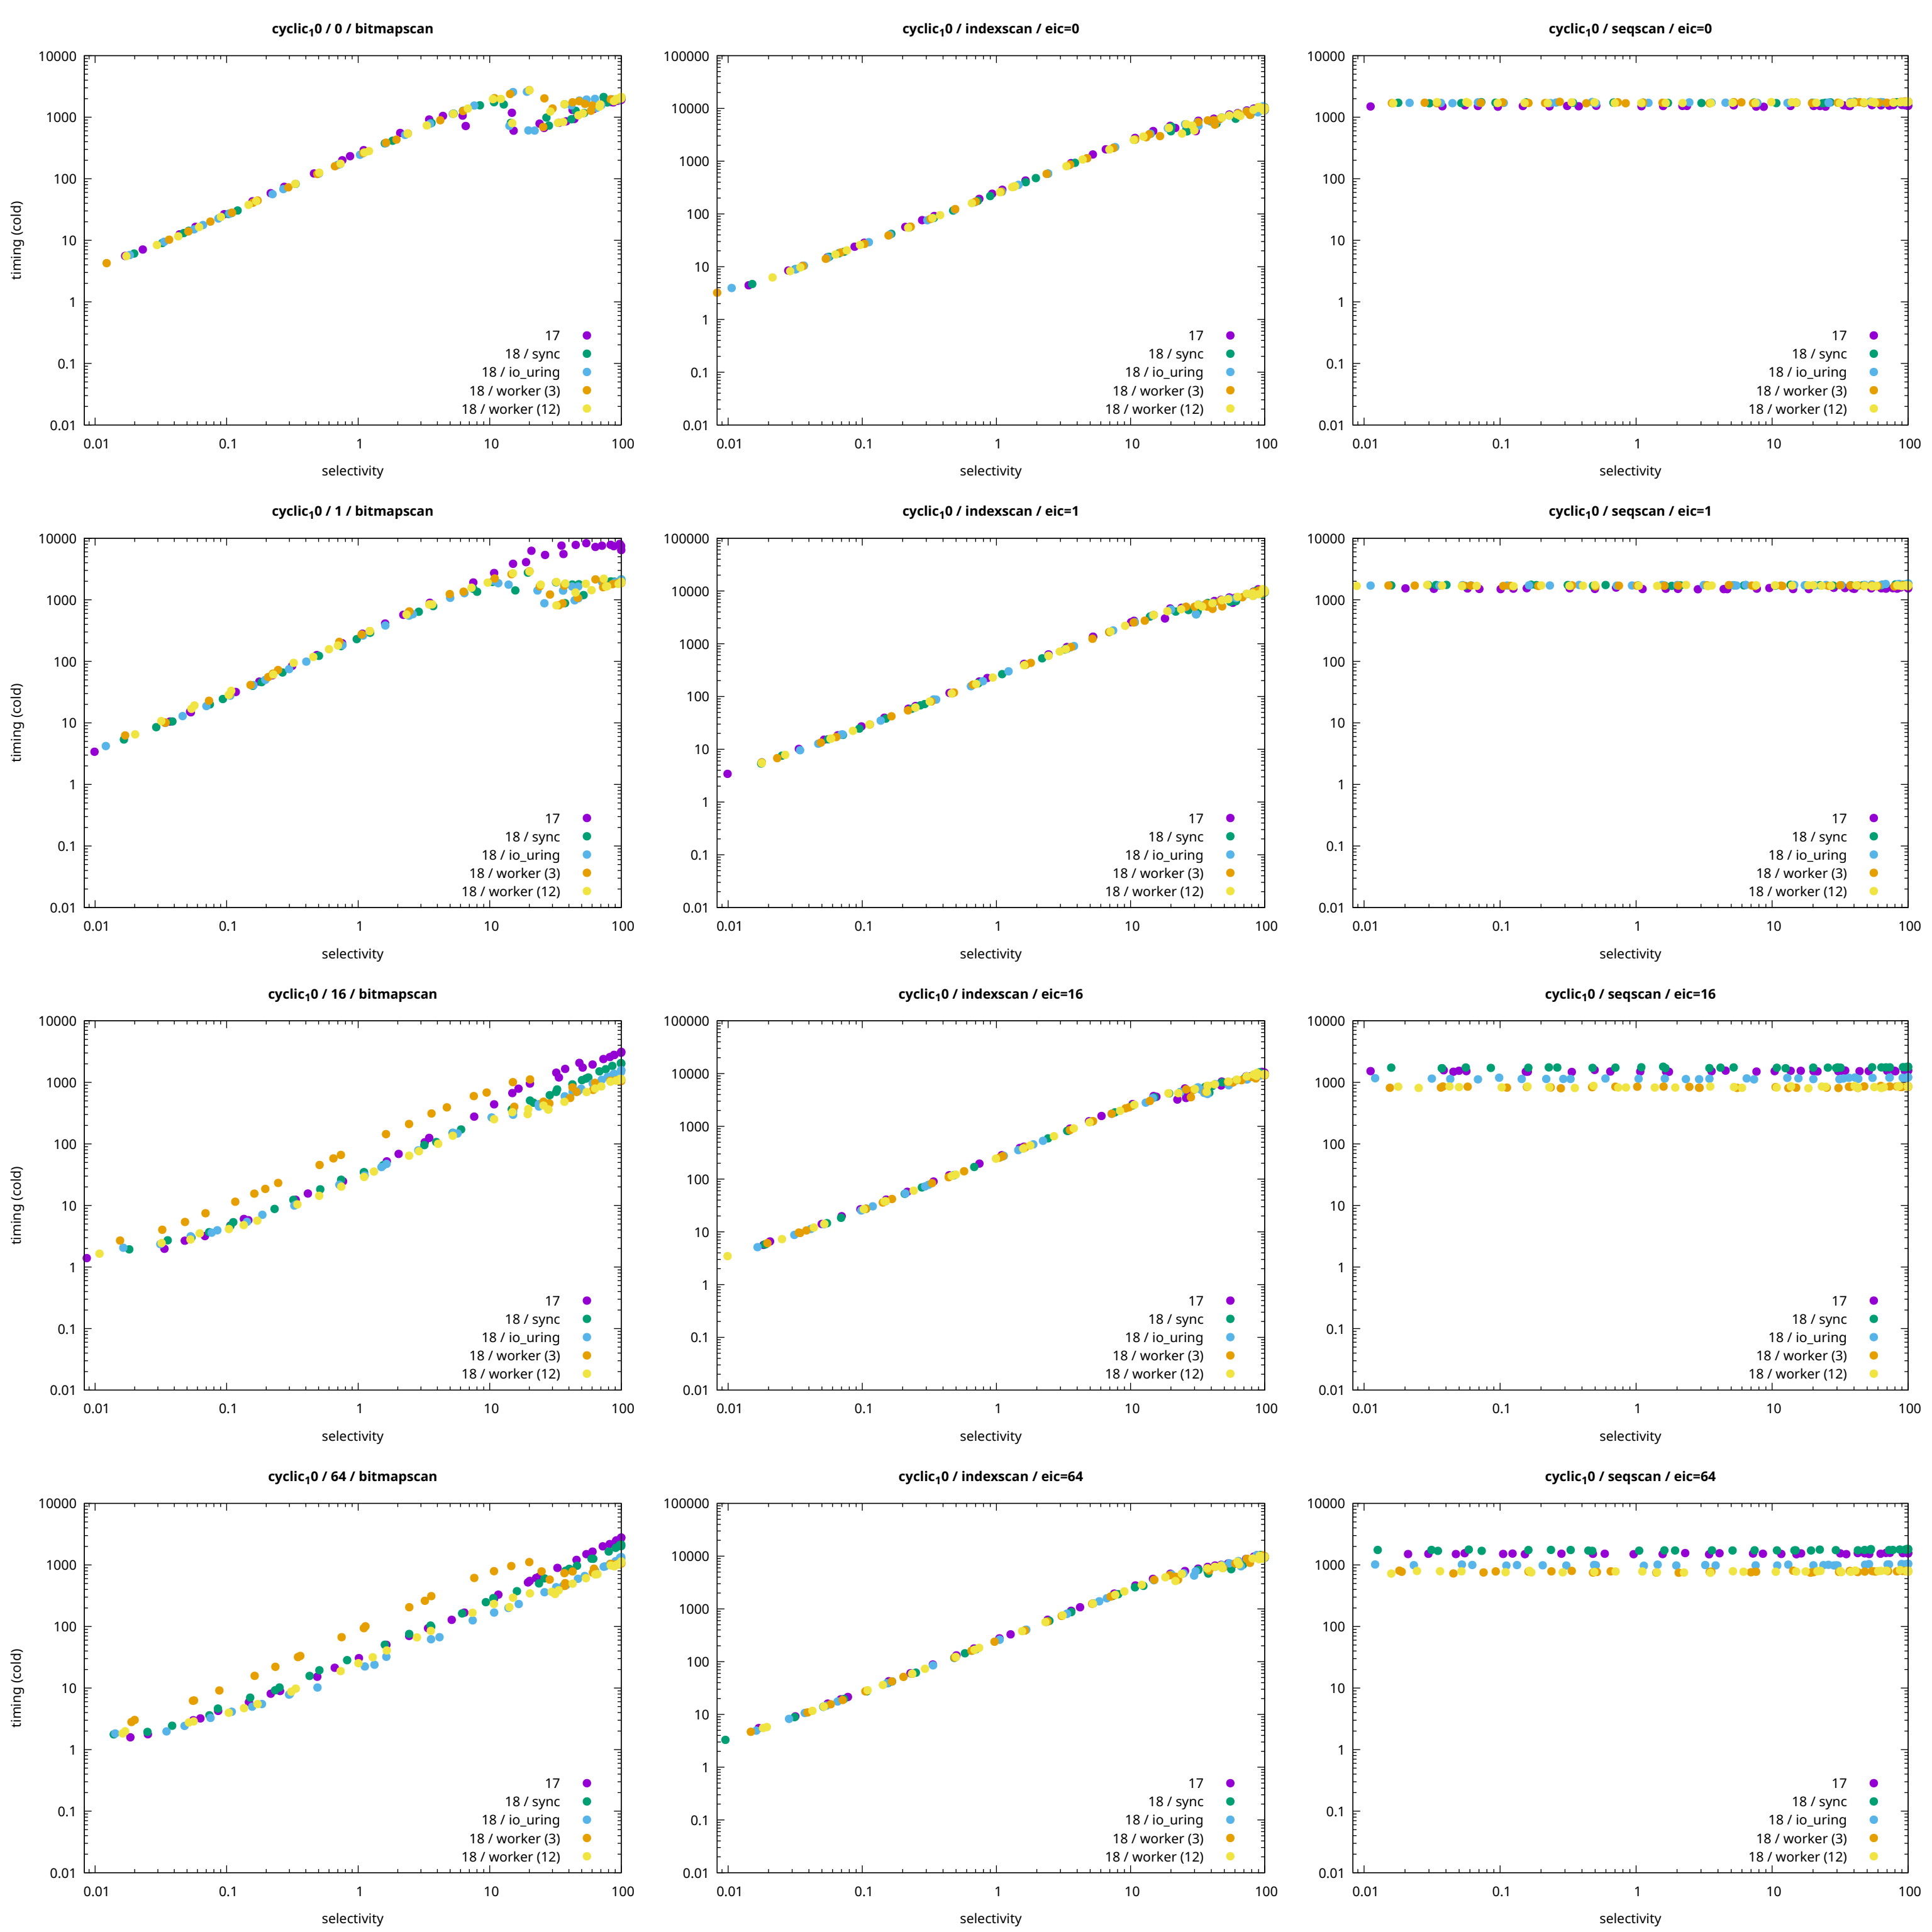 cyclic₁0 / 0 / bitmapscan
10000
1000
100
10
1
0.1
0.01
timing (cold)
17
18 / sync
18 / io_uring
18 / worker (3)
18 / worker (12)
0.01 0.1 1 10 100
selectivity
cyclic₁0 / indexscan / eic=0
100000
10000
1000
100
10
1
0.1
0.01
17
18 / sync
18 / io_uring
18 / worker (3)
18 / worker (12)
0.01 0.1 1 10 100
selectivity
cyclic₁0 / seqscan / eic=0
10000
1000
100
10
1
0.1
0.01
17
18 / sync
18 / io_uring
18 / worker (3)
18 / worker (12)
0.01 0.1 1 10 100
selectivity
cyclic₁0 / 1 / bitmapscan
10000
1000
100
10
1
0.1
0.01
timing (cold)
17
18 / sync
18 / io_uring
18 / worker (3)
18 / worker (12)
0.01 0.1 1 10 100
selectivity
cyclic₁0 / indexscan / eic=1
100000
10000
1000
100
10
1
0.1
0.01
17
18 / sync
18 / io_uring
18 / worker (3)
18 / worker (12)
0.01 0.1 1 10 100
selectivity
cyclic₁0 / seqscan / eic=1
10000
1000
100
10
1
0.1
0.01
17
18 / sync
18 / io_uring
18 / worker (3)
18 / worker (12)
0.01 0.1 1 10 100
selectivity
cyclic₁0 / 16 / bitmapscan
10000
1000
100
10
1
0.1
0.01
timing (cold)
17
18 / sync
18 / io_uring
18 / worker (3)
18 / worker (12)
0.01 0.1 1 10 100
selectivity
cyclic₁0 / indexscan / eic=16
100000
10000
1000
100
10
1
0.1
0.01
17
18 / sync
18 / io_uring
18 / worker (3)
18 / worker (12)
0.01 0.1 1 10 100
selectivity
cyclic₁0 / seqscan / eic=16
10000
1000
100
10
1
0.1
0.01
17
18 / sync
18 / io_uring
18 / worker (3)
18 / worker (12)
0.01 0.1 1 10 100
selectivity
cyclic₁0 / 64 / bitmapscan
10000
1000
100
10
1
0.1
0.01
timing (cold)
17
18 / sync
18 / io_uring
18 / worker (3)
18 / worker (12)
0.01 0.1 1 10 100
selectivity
cyclic₁0 / indexscan / eic=64
100000
10000
1000
100
10
1
0.1
0.01
17
18 / sync
18 / io_uring
18 / worker (3)
18 / worker (12)
0.01 0.1 1 10 100
selectivity
cyclic₁0 / seqscan / eic=64
10000
1000
100
10
1
0.1
0.01
17
18 / sync
18 / io_uring
18 / worker (3)
18 / worker (12)
0.01 0.1 1 10 100
selectivity